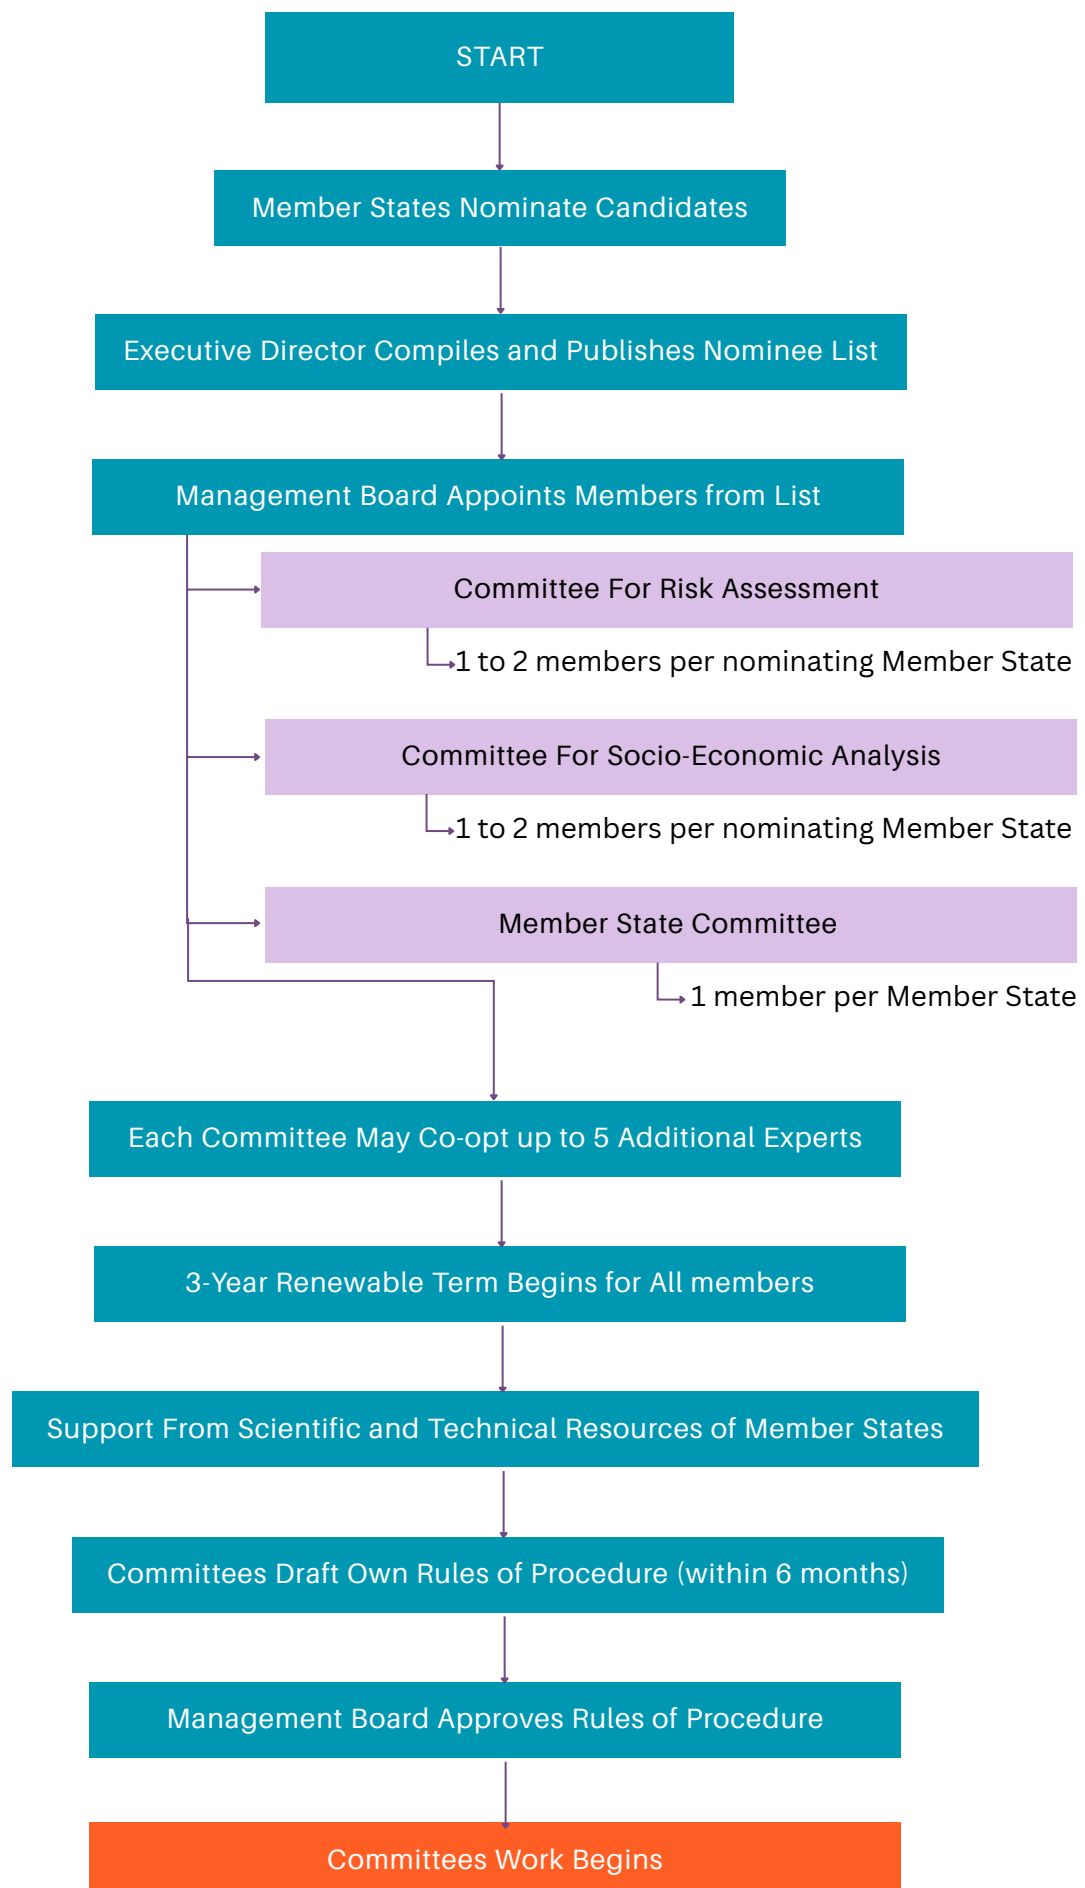 START
Member States Nominate Candidates
Executive Director Compiles and Publishes Nominee List
Management Board Appoints Members from List
Committee For Risk Assessment
1 to 2 members per nominating Member State
Committee For Socio-Economic Analysis
1 to 2 members per nominating Member State
Member State Committee
1 member per Member State
Each Committee May Co-opt up to 5 Additional Experts
3-Year Renewable Term Begins for All members
Support From Scientific and Technical Resources of Member States
Committees Draft Own Rules of Procedure (within 6 months)
Management Board Approves Rules of Procedure
Committees Work Begins